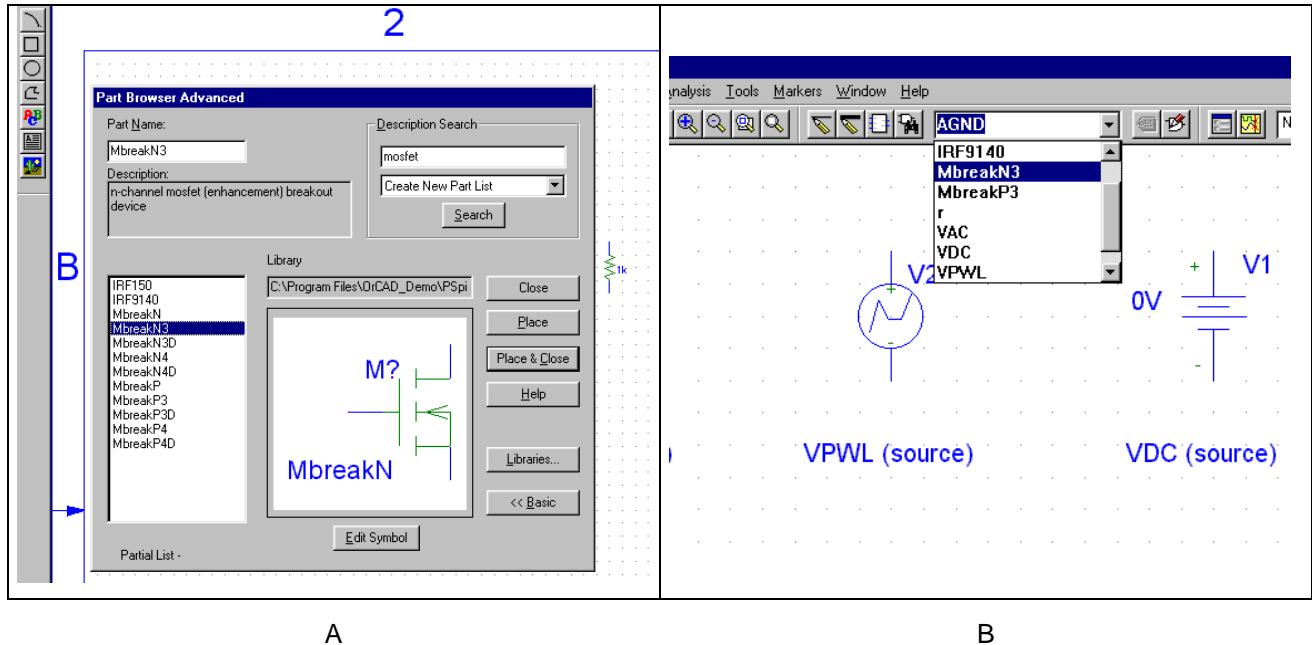 2
B
Part Browser Advanced
Part Name:
MbreakN3
Description:
n-channel mosfet (enhancement) breakout
device
Description Search
mosfet
Create New Part List
Search
Library
C:\Program Files\OrCAD_Demo\PSpi
IRF150
IRF9140
MbreakN
MbreakN3
MbreakN3D
MbreakN4
MbreakN4D
MbreakP
MbreakP3
MbreakP3D
MbreakP4
MbreakP4D
M?
MbreakN
Close
Place
Place & Close
Help
Libraries...
<< Basic
Edit Symbol
Partial List -
1k
nalysis Tools Markers Window Help
AGND
IRF9140
MbreakN3
MbreakP3
r
VAC
VDC
VPWL
V2
+
-
+
V1
0V
-
) VPWL (source) VDC (source)
A B